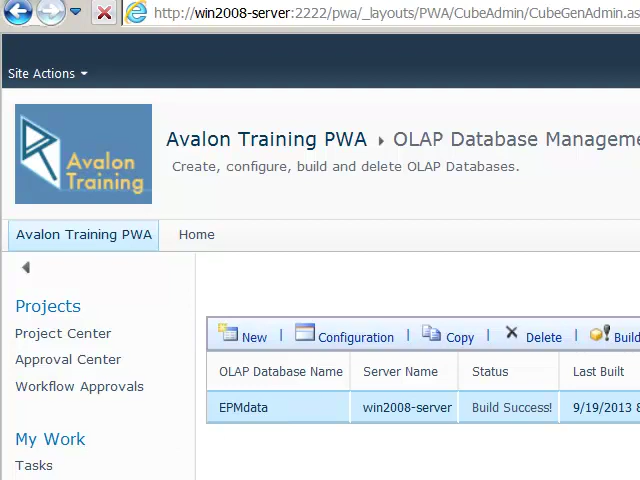 http://win2008-server:2222/pwa/_layouts/PWA/CubeAdmin/CubeGenAdmin.as
Site Actions
Avalon
Training
Avalon Training PWA OLAP Database Manageme
Create, configure, build and delete OLAP Databases.
Avalon Training PWA Home
Projects
Project Center
Approval Center
Workflow Approvals
My Work
Tasks
New | Configuration | Copy | Delete | Build
OLAP Database Name Server Name Status Last Built
EPMdata win2008-server Build Success! 9/19/2013 8